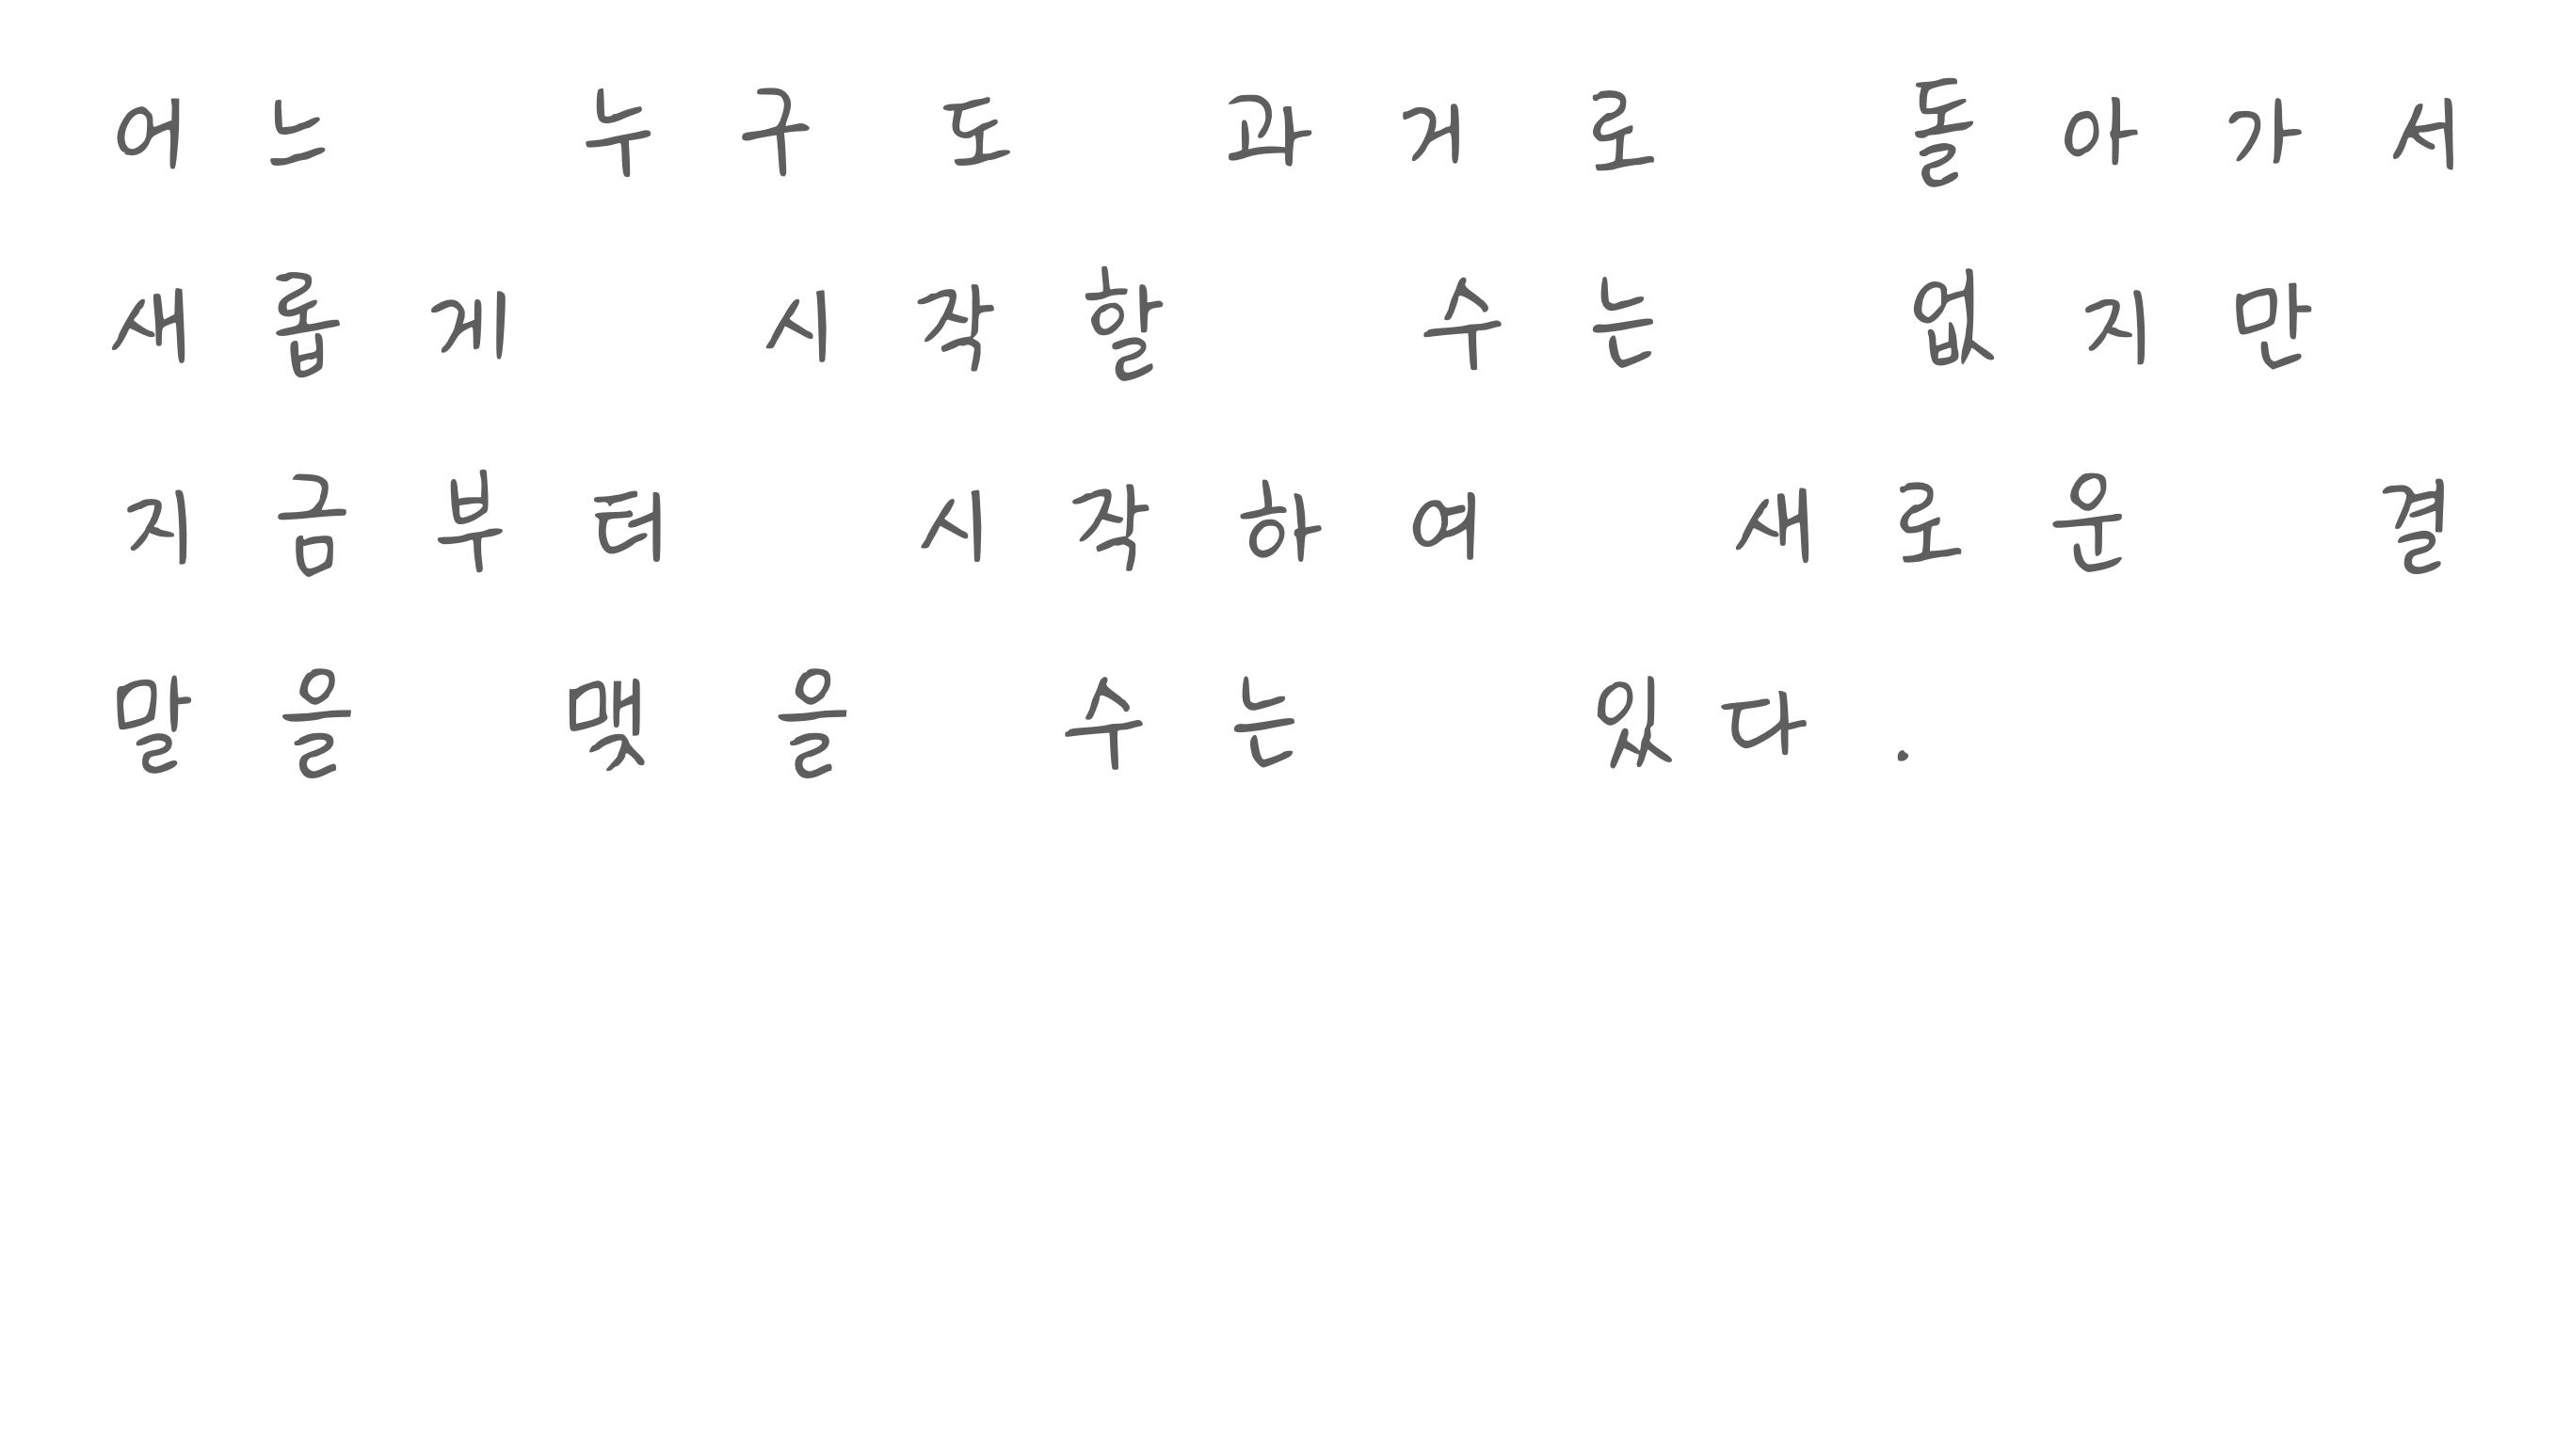 어느 누구도 과거로 돌아가서
새롭게 시작할 수는 없지만
지금부터 시작하여 새로운 결
말을 맺을 수는 있다.